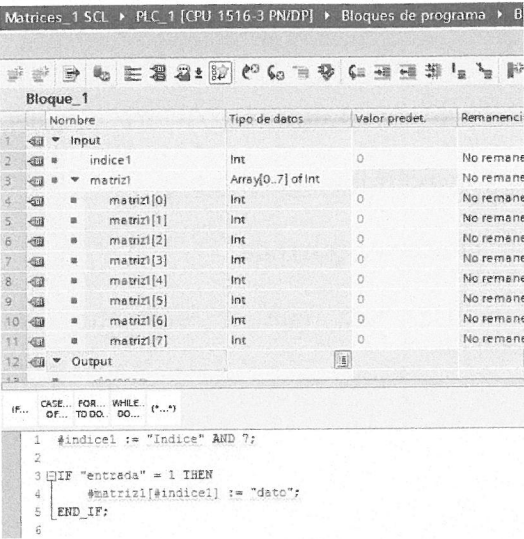 Matrices_1 SCL ▸ PLC_1 [CPU 1516-3 PN/DP] ▸ Bloques de programa ▸ B
Bloque_1
Nombre Tipo de datos Valor predet. Remanenci
1 Input
2 indice1 Int 0 No remane
3 matriz1 Array[0..7] of Int No remane
4 matriz1[0] Int 0 No remane
5 matriz1[1] Int 0 No remane
6 matriz1[2] Int 0 No remane
7 matriz1[3] Int 0 No remane
8 matriz1[4] Int 0 No remane
9 matriz1[5] Int 0 No remane
10 matriz1[6] Int 0 No remane
11 matriz1[7] Int 0 No remane
12 Output
IF... CASE... OF... FOR... TO DO.. WHILE.. DO... (*...*)
1 #indice1 := "Indice" AND 7;
2
3 IF "entrada" = 1 THEN
4 #matriz1[#indice1] := "dato";
5 END_IF;
6